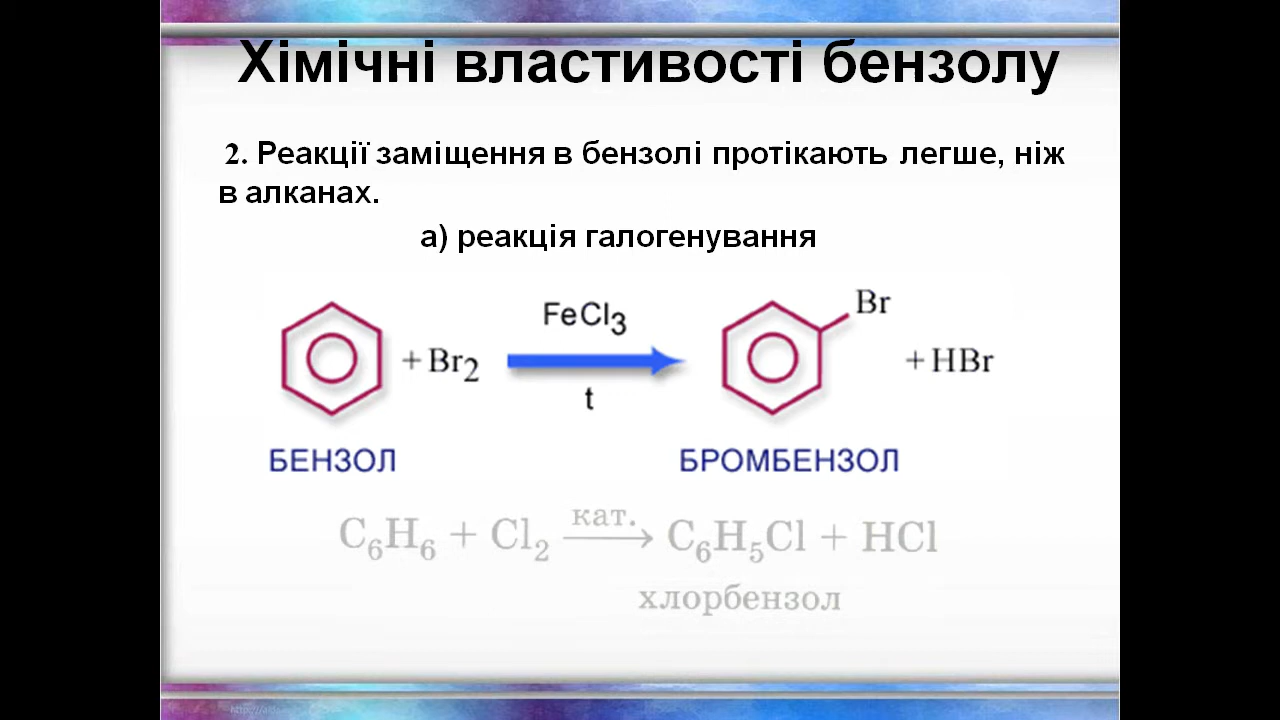 Хімічні властивості бензолу
2. Реакції заміщення в бензолі протікають легше, ніж
в алканах.
а) реакція галогенування
FeCl3
Br
+ Br2
+ HBr
t
БЕНЗОЛ
БРОМБЕНЗОЛ
C6H6 + Cl2 кат. ⟶ C6H5Cl + HCl
хлорбензол